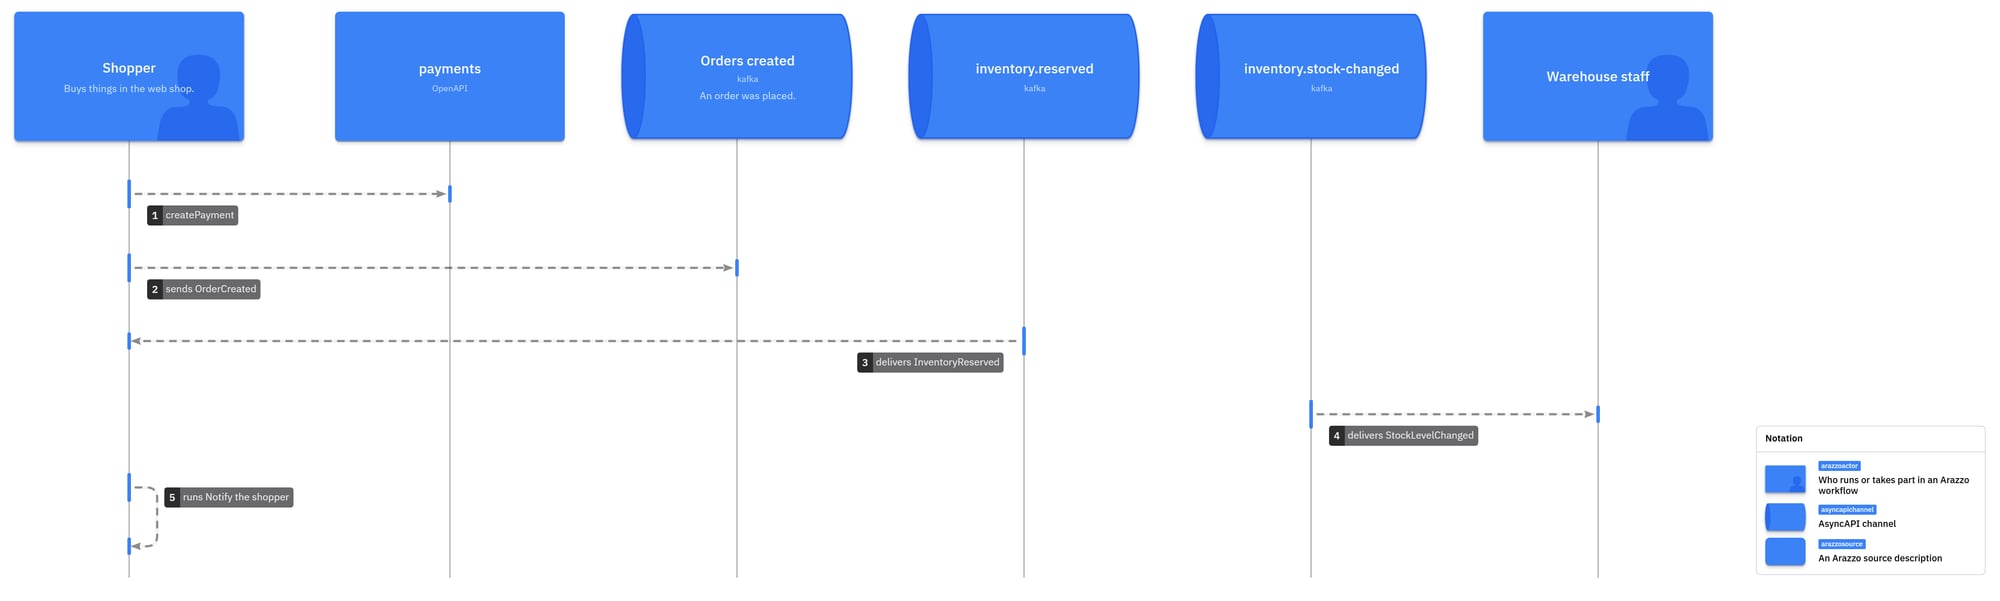 Shopper
Buys things in the web shop.
payments
OpenAPI
Orders created
kafka
An order was placed.
inventory.reserved
kafka
inventory.stock-changed
kafka
Warehouse staff
1 createPayment
2 sends OrderCreated
3 delivers InventoryReserved
4 delivers StockLevelChanged
5 runs Notify the shopper
Notation
arazzoactor
Who runs or takes part in an Arazzo
workflow
asyncapichannel
AsyncAPI channel
arazzosource
An Arazzo source description